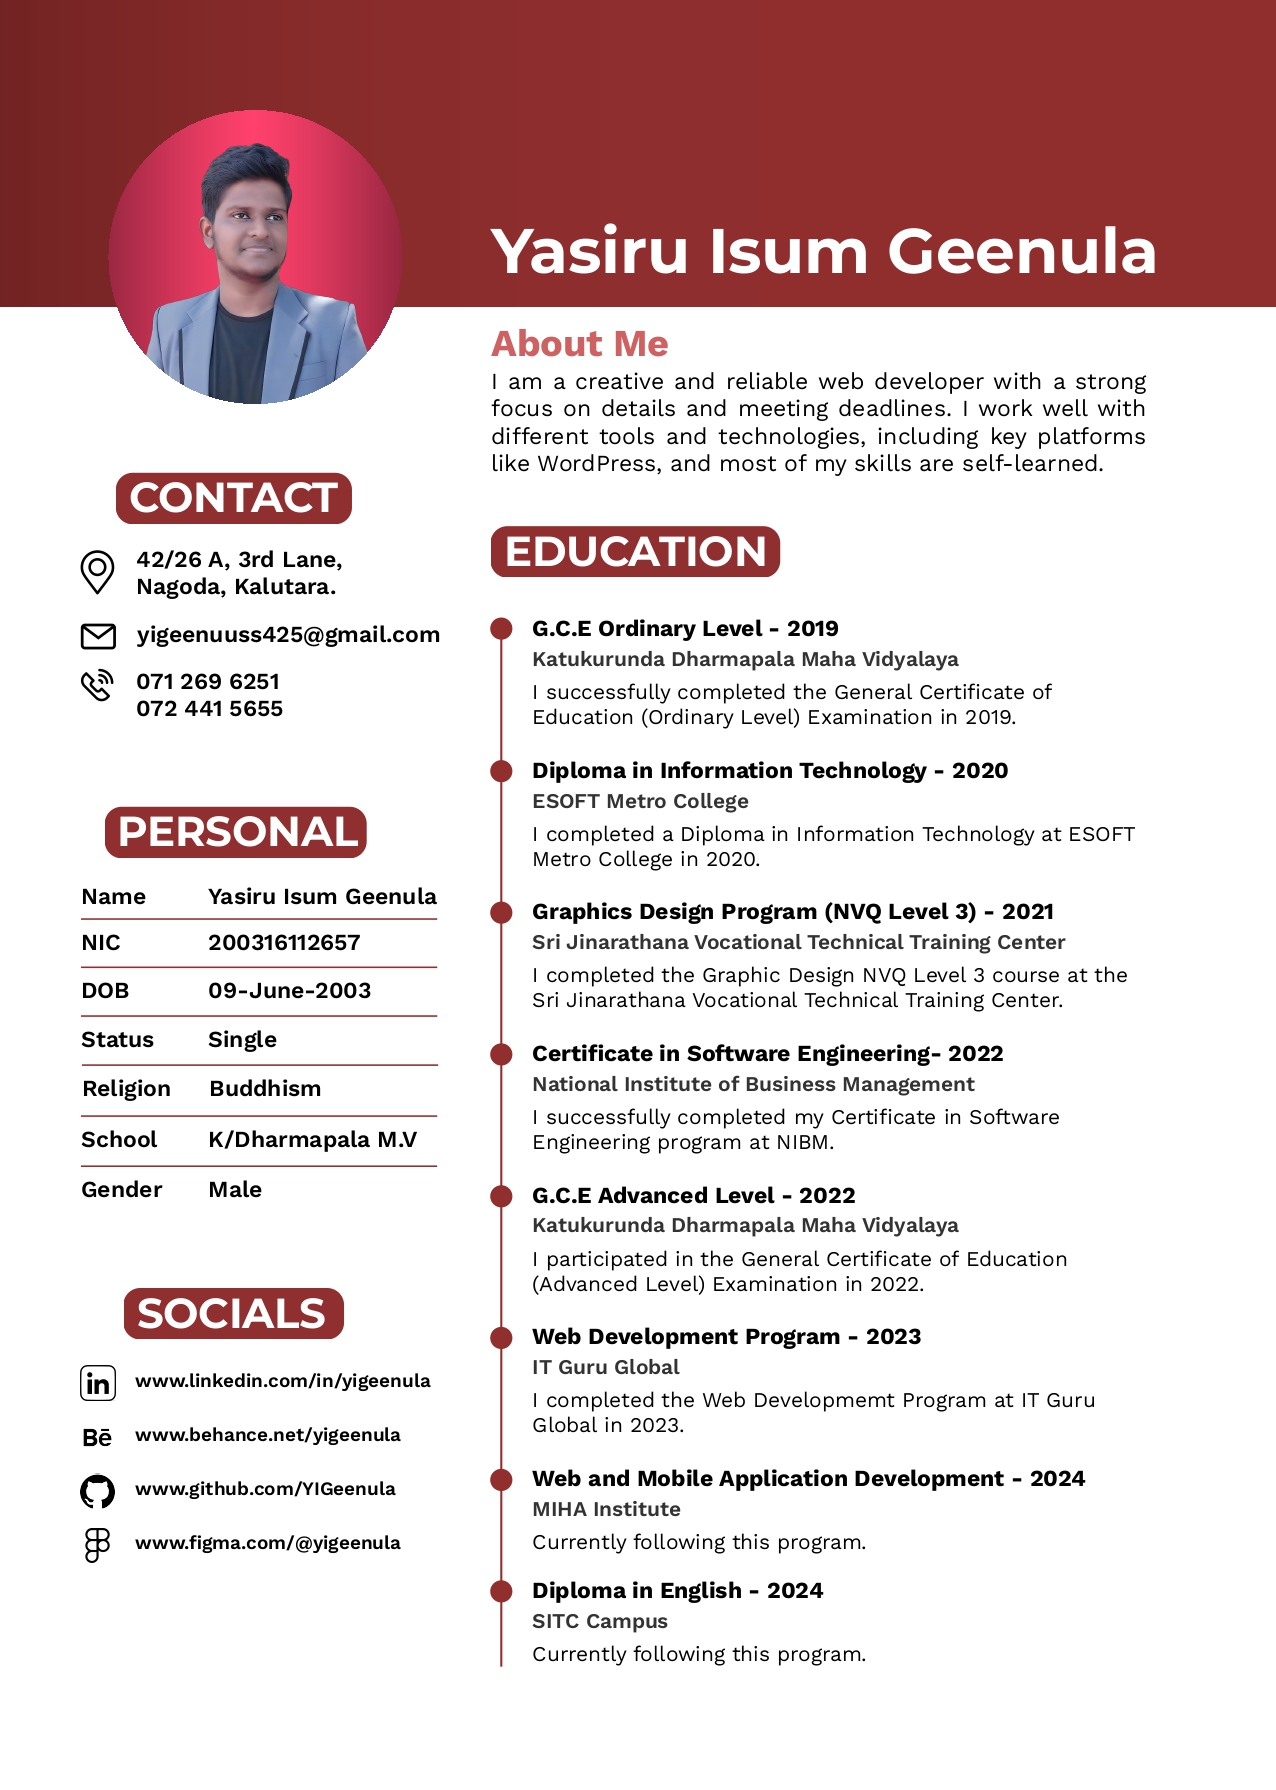 Yasiru Isum Geenula
About Me
I am a creative and reliable web developer with a strong
focus on details and meeting deadlines. I work well with
different tools and technologies, including key platforms
like WordPress, and most of my skills are self-learned.
CONTACT
42/26 A, 3rd Lane,
Nagoda, Kalutara.
yigeenuuss425@gmail.com
071 269 6251
072 441 5655
PERSONAL
Name Yasiru Isum Geenula
NIC 200316112657
DOB 09-June-2003
Status Single
Religion Buddhism
School K/Dharmapala M.V
Gender Male
SOCIALS
in www.linkedin.com/in/yigeenula
Bē www.behance.net/yigeenula
www.github.com/YIGeenula
www.figma.com/@yigeenula
EDUCATION
G.C.E Ordinary Level - 2019
Katukurunda Dharmapala Maha Vidyalaya
I successfully completed the General Certificate of
Education (Ordinary Level) Examination in 2019.
Diploma in Information Technology - 2020
ESOFT Metro College
I completed a Diploma in Information Technology at ESOFT
Metro College in 2020.
Graphics Design Program (NVQ Level 3) - 2021
Sri Jinarathana Vocational Technical Training Center
I completed the Graphic Design NVQ Level 3 course at the
Sri Jinarathana Vocational Technical Training Center.
Certificate in Software Engineering- 2022
National Institute of Business Management
I successfully completed my Certificate in Software
Engineering program at NIBM.
G.C.E Advanced Level - 2022
Katukurunda Dharmapala Maha Vidyalaya
I participated in the General Certificate of Education
(Advanced Level) Examination in 2022.
Web Development Program - 2023
IT Guru Global
I completed the Web Developmemt Program at IT Guru
Global in 2023.
Web and Mobile Application Development - 2024
MIHA Institute
Currently following this program.
Diploma in English - 2024
SITC Campus
Currently following this program.